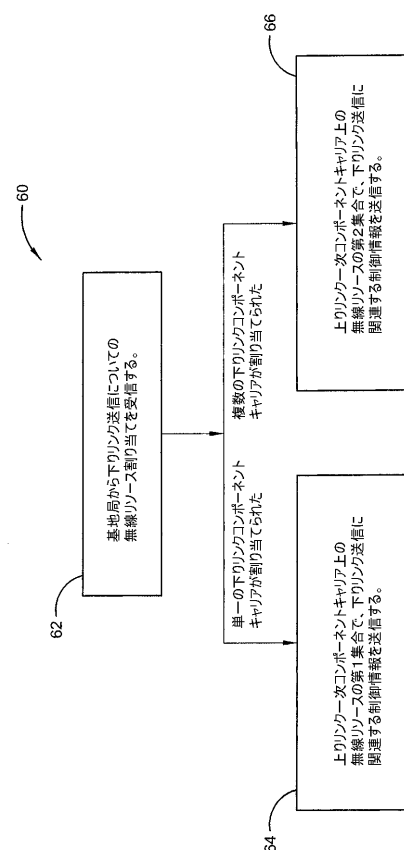 60
62
基地局から下りリンク送信についての
無線リソース割り当てを受信する。
単一の下りリンクコンポーネント
キャリアが割り当てられた
複数の下りリンクコンポーネント
キャリアが割り当てられた
64
上りリンク一次コンポーネントキャリア上の
無線リソースの第1集合で、下りリンク送信に
関連する制御情報を送信する。
66
上りリンク一次コンポーネントキャリア上の
無線リソースの第2集合で、下りリンク送信に
関連する制御情報を送信する。